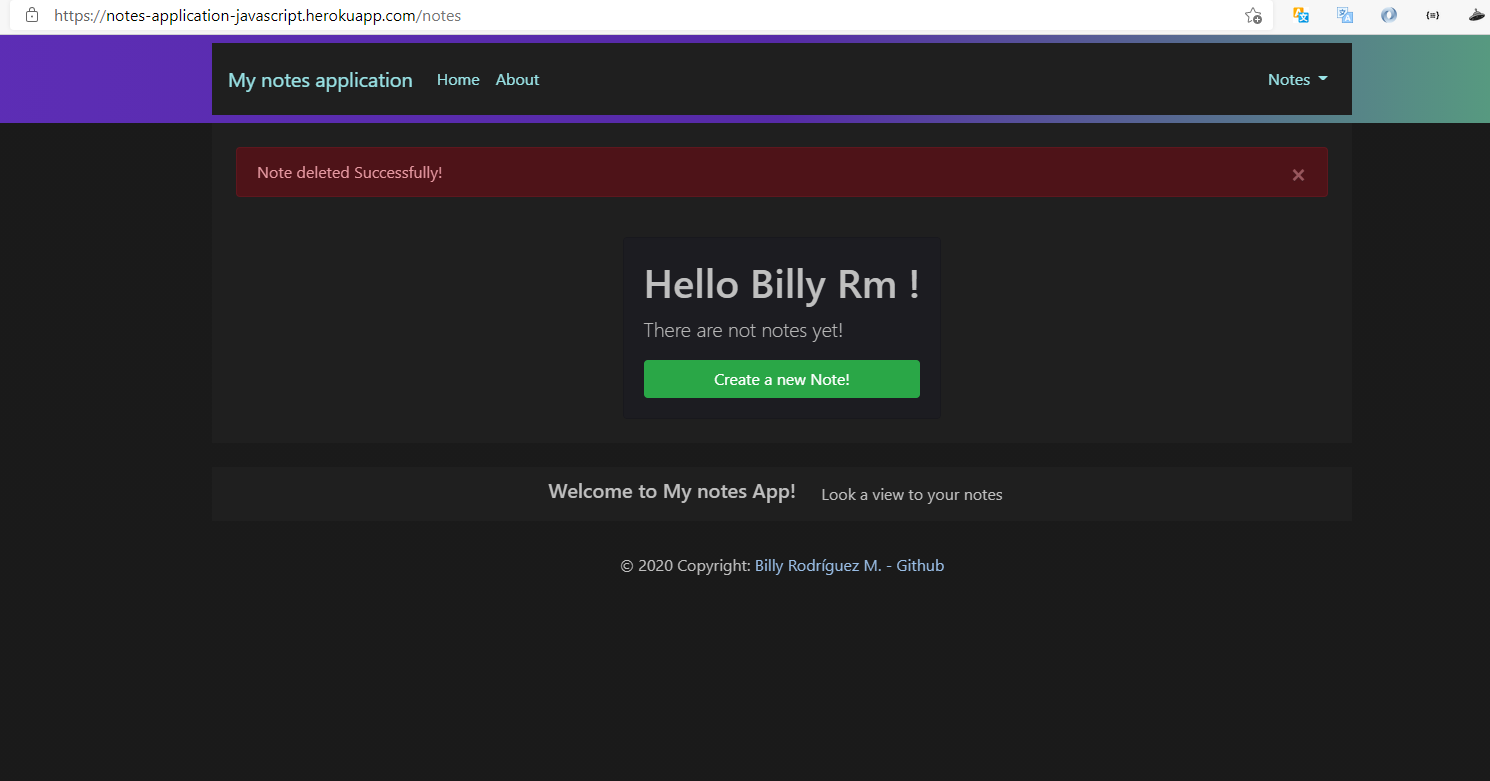 https://notes-application-javascript.herokuapp.com/notes
My notes application Home About Notes
Note deleted Successfully! ×
Hello Billy Rm !
There are not notes yet!
Create a new Note!
Welcome to My notes App! Look a view to your notes
© 2020 Copyright: Billy Rodríguez M. - Github